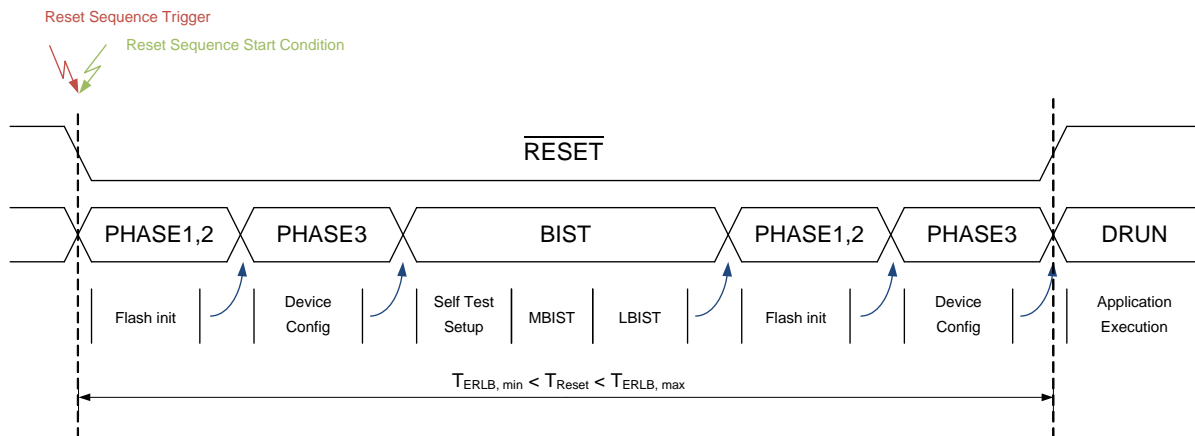 Reset Sequence Trigger
Reset Sequence Start Condition
RESET
PHASE1,2
PHASE3
BIST
PHASE1,2
PHASE3
DRUN
Flash init
Device
Config
Self Test
Setup
MBIST
LBIST
Flash init
Device
Config
Application
Execution
TERLB, min < TReset < TERLB, max